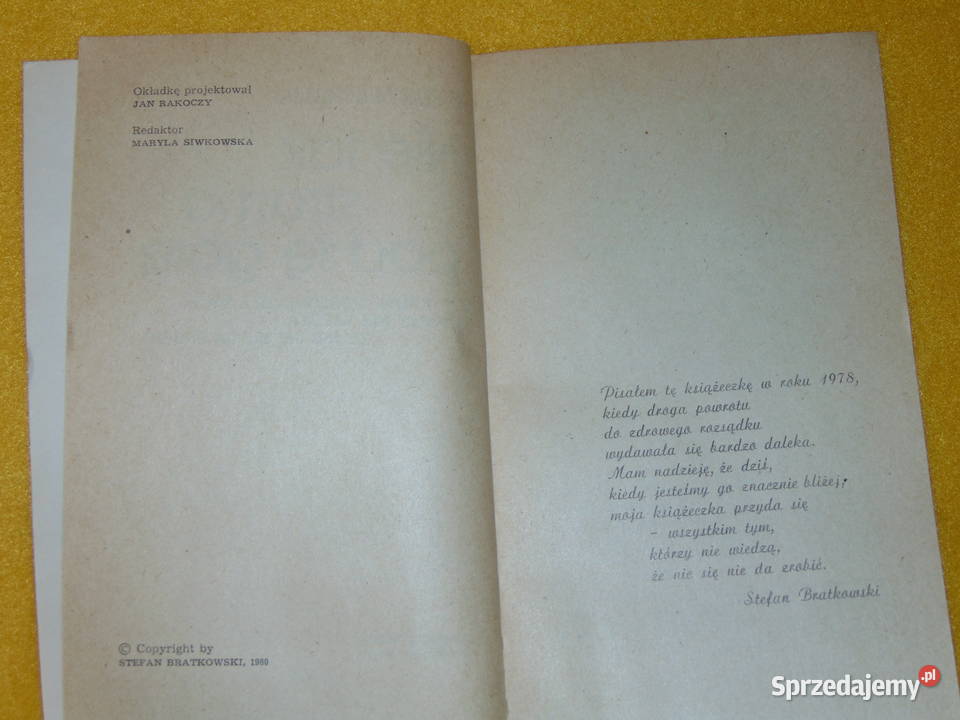 Okładkę projektował
JAN RAKOCZY
Redaktor
MARYLA SIWKOWSKA
© Copyright by
STEFAN BRATKOWSKI, 1980
Pisałem tę książeczkę w roku 1978,
kiedy droga powrotu
do zdrowego rozsądku
wydawała się bardzo daleka.
Mam nadzieję, że dziś,
kiedy jesteśmy go znacznie bliżej,
moja książeczka przyda się
– wszystkim tym,
którzy nie wiedzą,
że nic się nie da zrobić.
Stefan Bratkowski
Sprzedajemy.pl